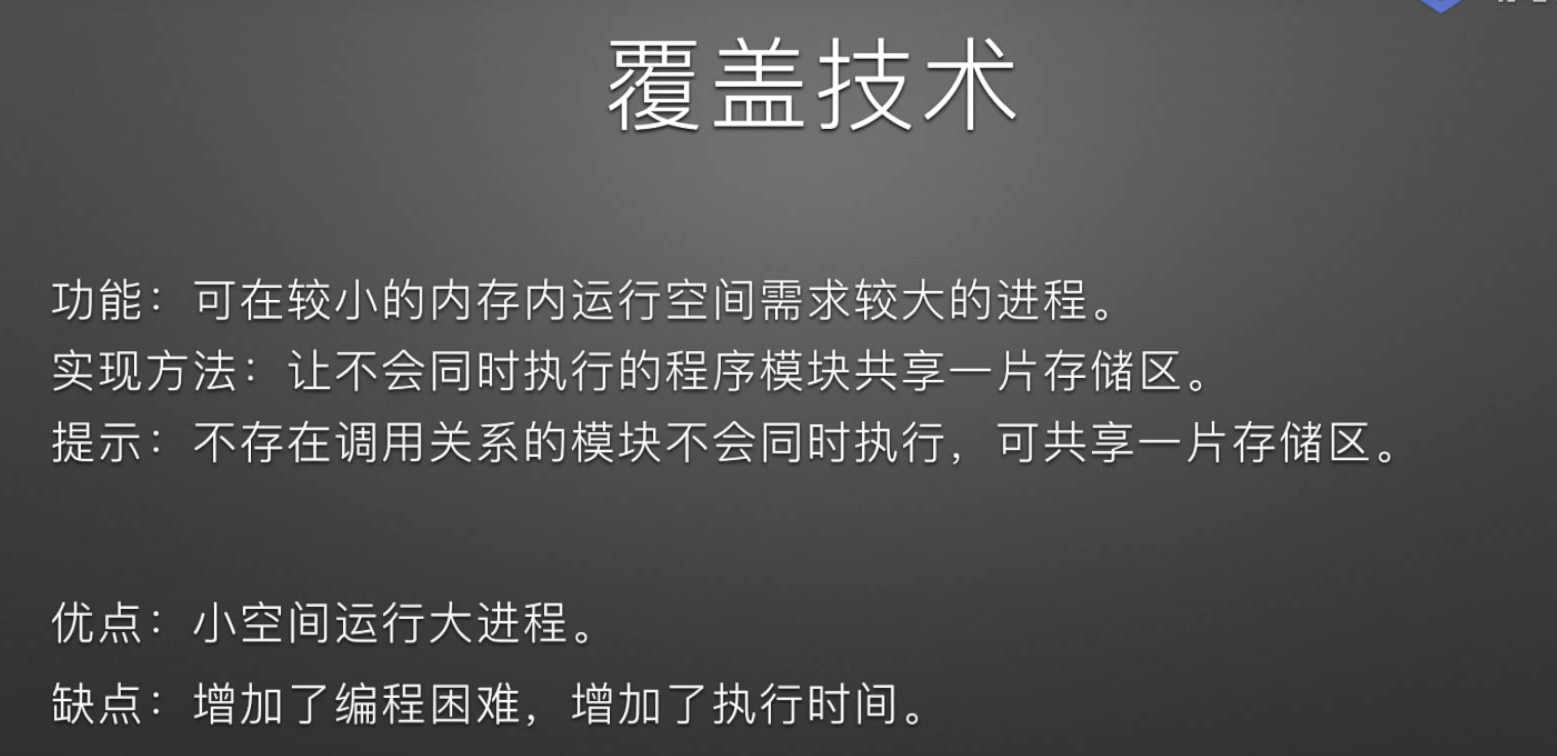 覆盖技术
功能：可在较小的内存内运行空间需求较大的进程。
实现方法：让不会同时执行的程序模块共享一片存储区。
提示：不存在调用关系的模块不会同时执行，可共享一片存储区。
优点：小空间运行大进程。
缺点：增加了编程困难，增加了执行时间。